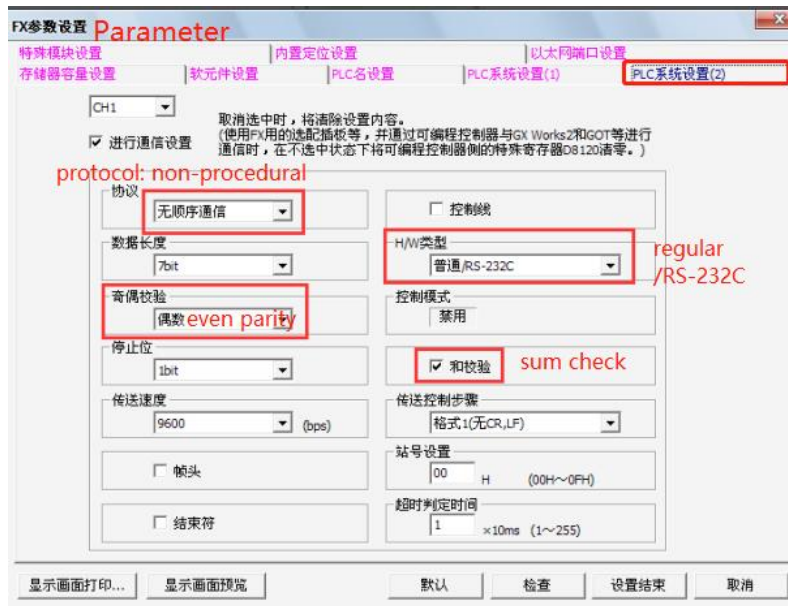 FX参数设置 Parameter
特殊模块设置 内置定位设置 以太网端口设置
存储器容量设置 软元件设置 PLC名设置 PLC系统设置(1) PLC系统设置(2)
CH1
进行通信设置
取消选中时，将清除设置内容。
(使用FX用的选配插板等，并通过可编程控制器与GX Works2和GOT等进行
通信时，在不选中状态下将可编程控制器侧的特殊寄存器D8120清零。)
protocol: non-procedural
协议
无顺序通信
控制线
数据长度
7bit
H/W类型
普通/RS-232C
regular
/RS-232C
奇偶校验
偶数 even parity
控制模式
禁用
停止位
1bit
和校验 sum check
传送速度
9600 (bps)
传送控制步骤
格式1(无CR,LF)
帧头
站号设置
00 H (00H～0FH)
结束符
超时判定时间
1 ×10ms (1～255)
显示画面打印... 显示画面预览 默认 检查 设置结束 取消